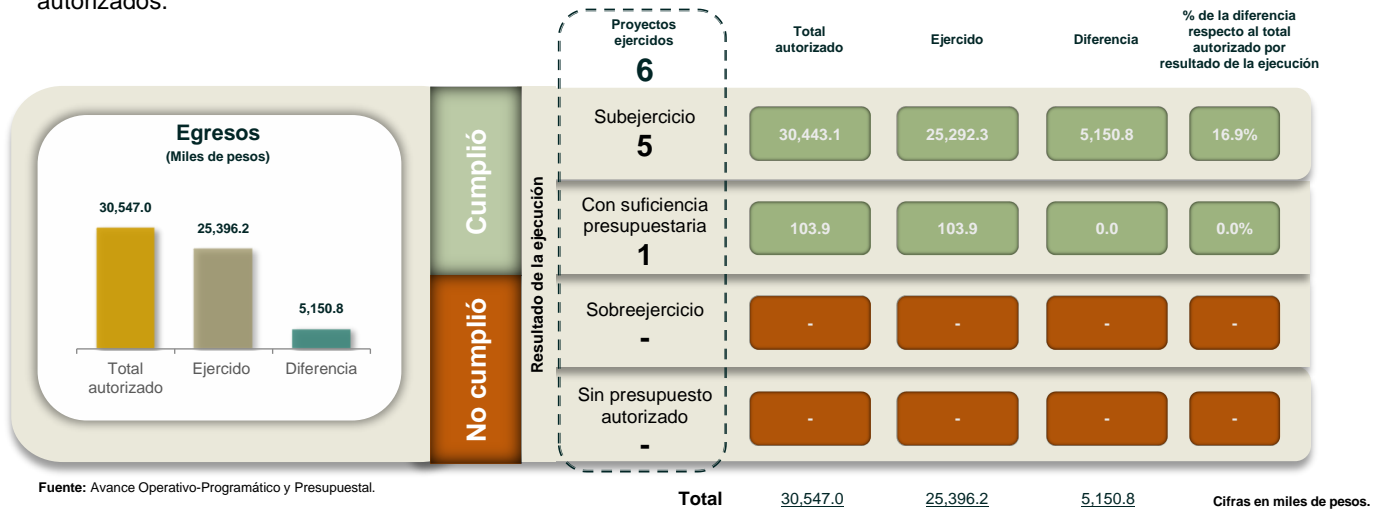 autorizados.
Proyectos
ejercidos
6
Total
autorizado
Ejercido
Diferencia
% de la diferencia
respecto al total
autorizado por
resultado de la ejecución
Egresos
(Miles de pesos)
30,547.0
25,396.2
5,150.8
Total
autorizado
Ejercido
Diferencia
Cumplió
No cumplió
Resultado de la ejecución
Subejercicio
5
30,443.1
25,292.3
5,150.8
16.9%
Con suficiencia
presupuestaria
1
103.9
103.9
0.0
0.0%
Sobreejercicio
-
-
-
-
-
Sin presupuesto
autorizado
-
-
-
-
-
Fuente: Avance Operativo-Programático y Presupuestal.
Total
30,547.0
25,396.2
5,150.8
Cifras en miles de pesos.